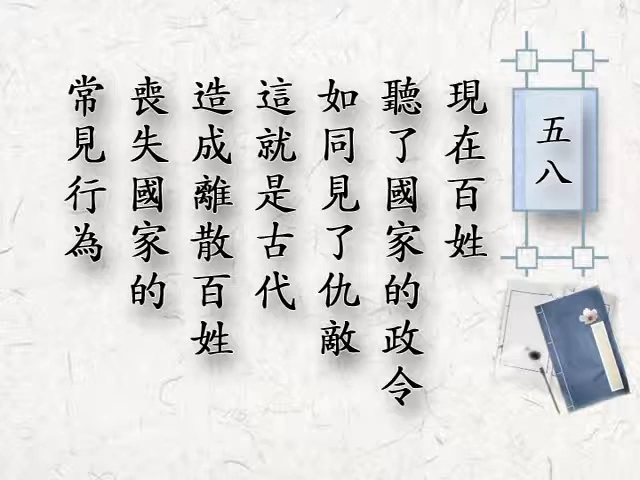 五八
現在百姓
聽了國家的政令
如同見了仇敵
這就是古代
造成離散百姓
喪失國家的
常見行為